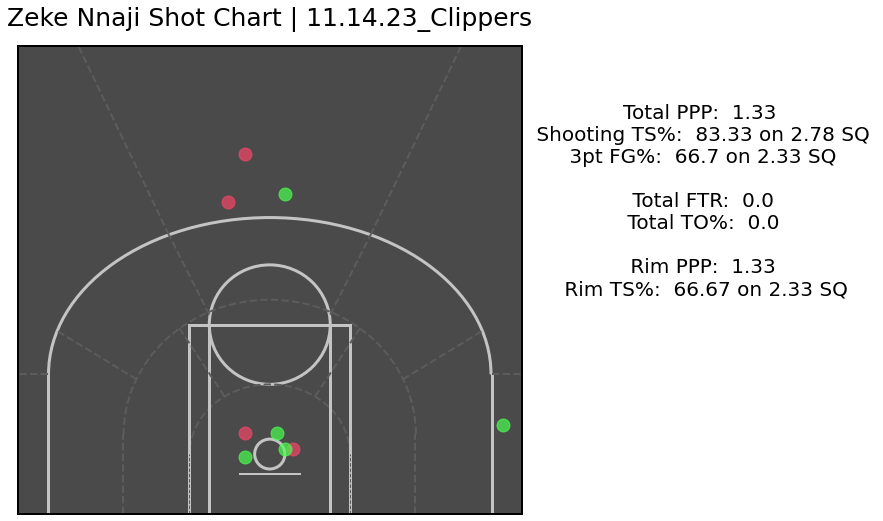 Zeke Nnaji Shot Chart | 11.14.23_Clippers
Total PPP:  1.33
Shooting TS%:  83.33 on 2.78 SQ
3pt FG%:  66.7 on 2.33 SQ
Total FTR:  0.0
Total TO%:  0.0
Rim PPP:  1.33
Rim TS%:  66.67 on 2.33 SQ